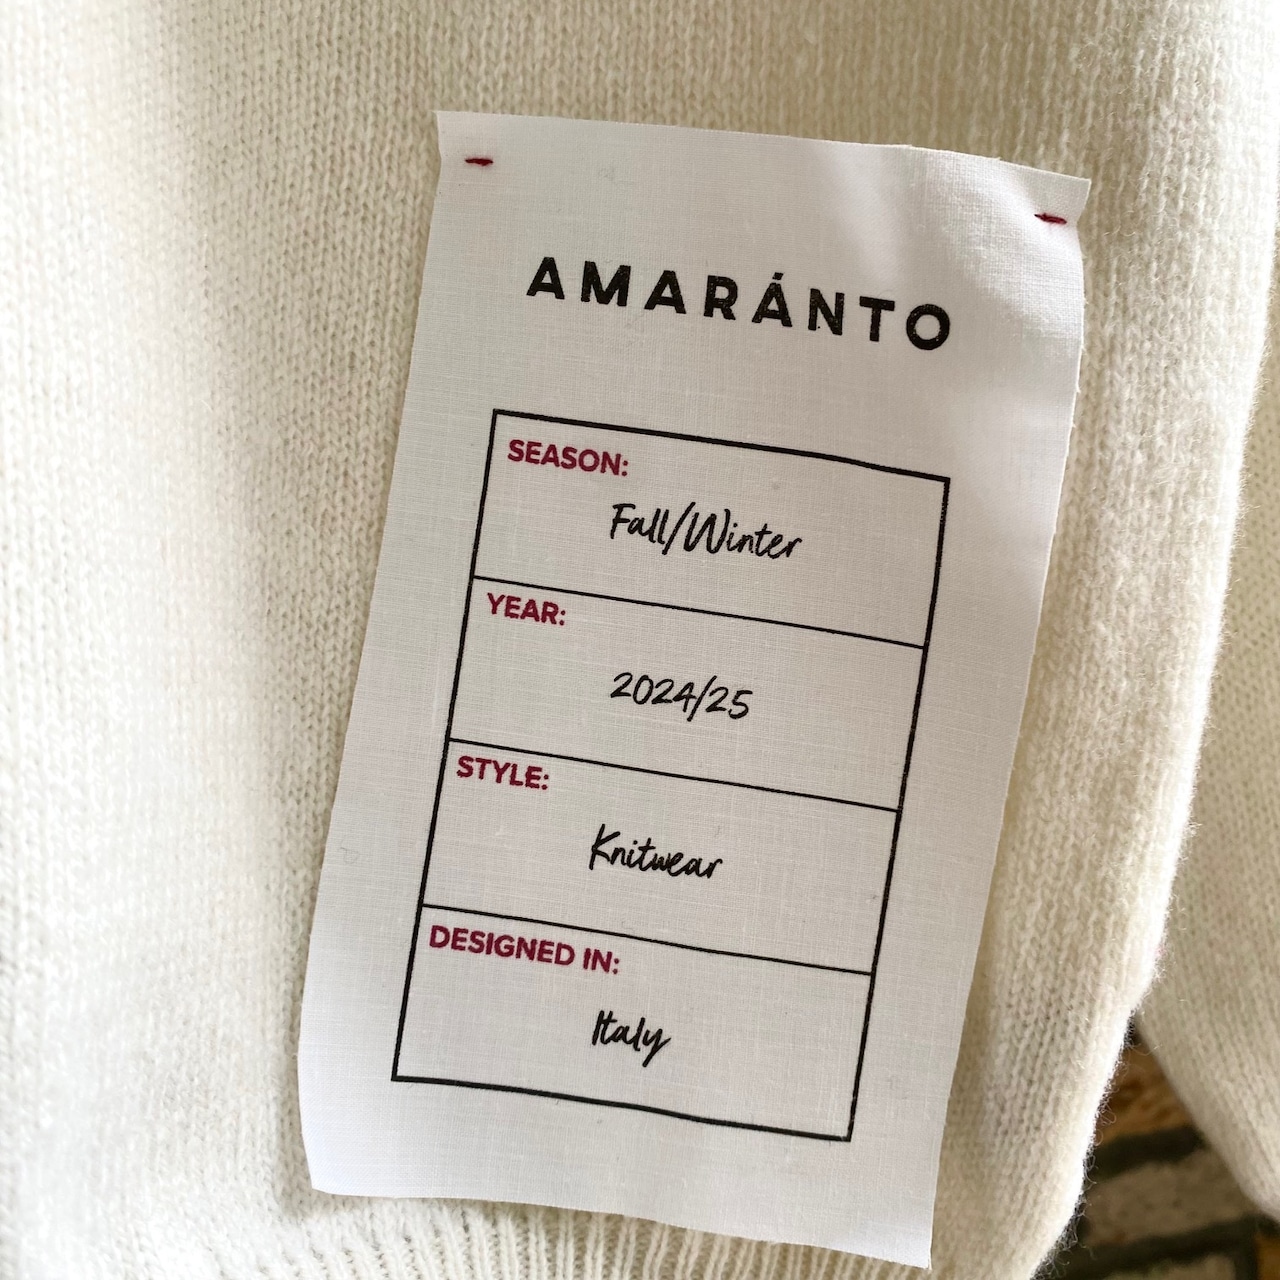 AMARÁNTO
SEASON:
Fall/Winter
YEAR:
2024/25
STYLE:
Knitwear
DESIGNED IN:
Italy